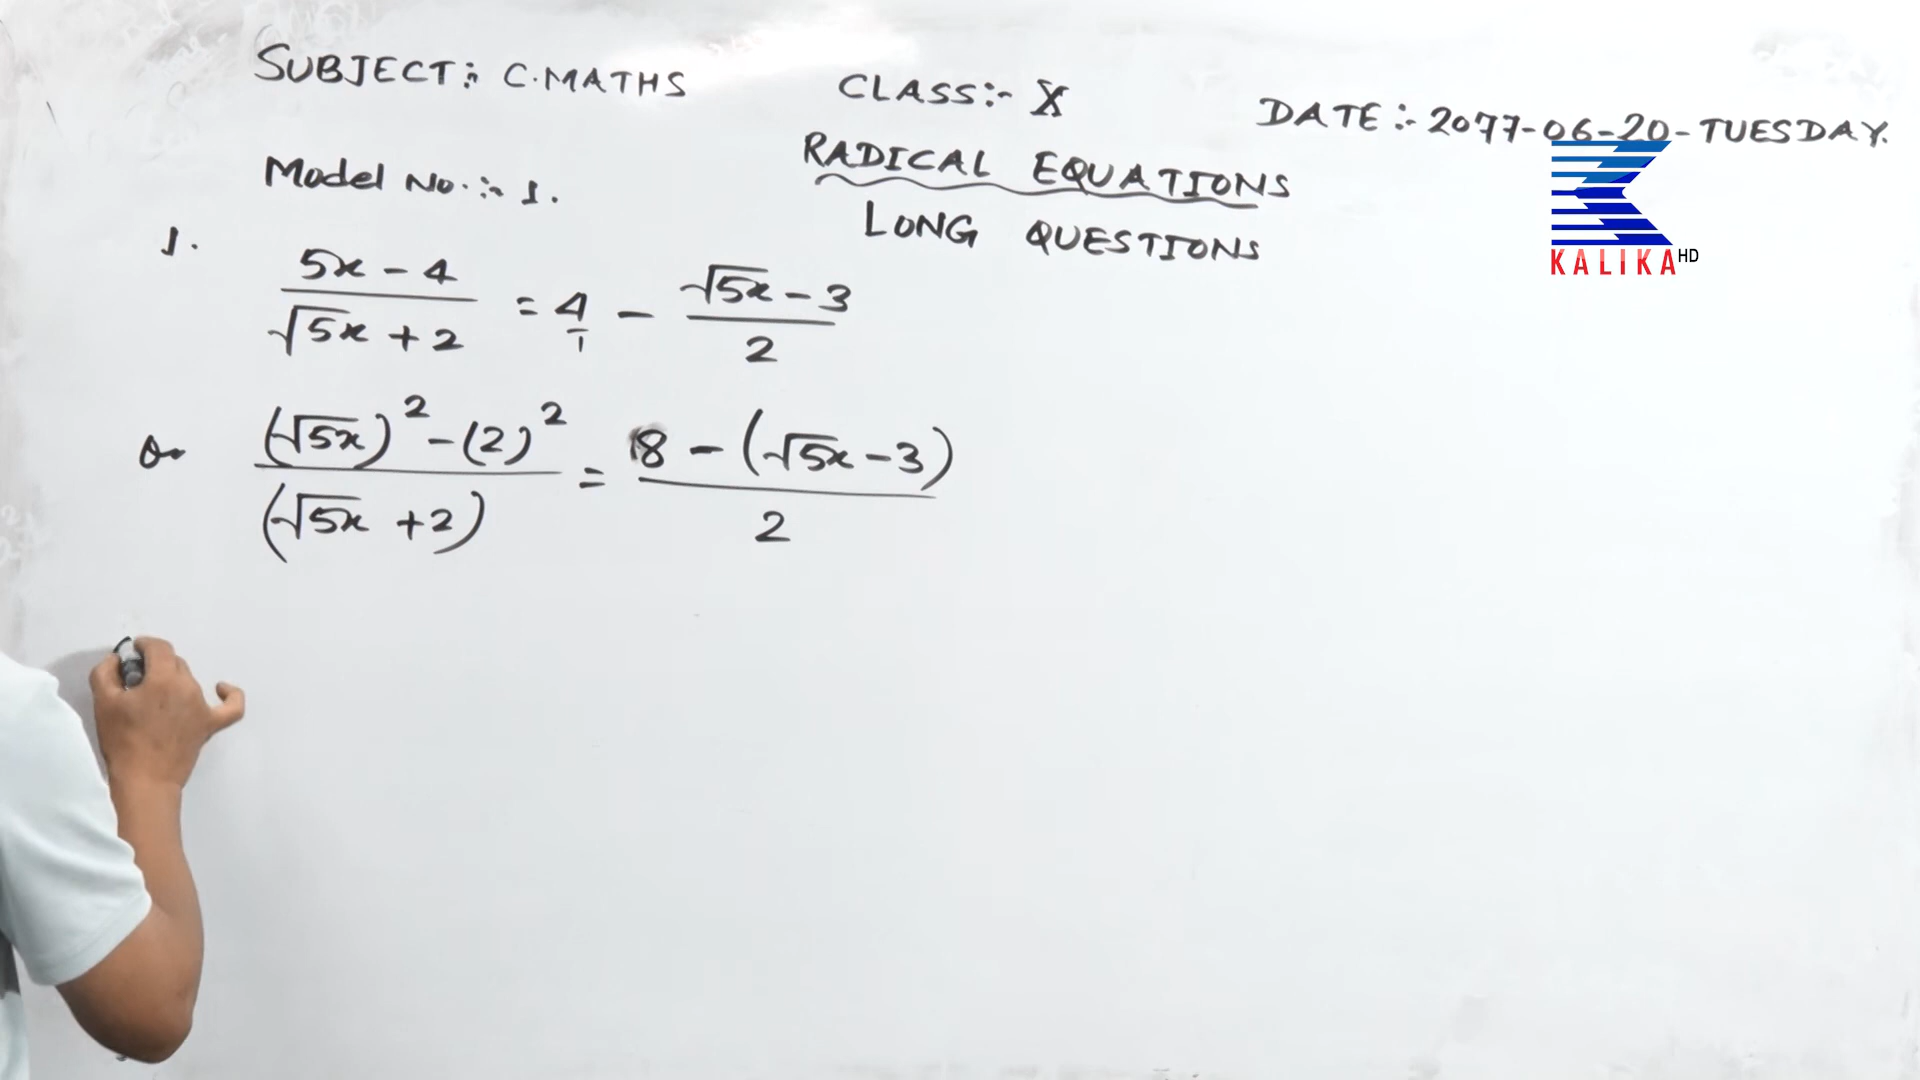 SUBJECT:- C.MATHS CLASS:- X DATE:- 2077-06-20-TUESDAY.
Model No.:- 1. RADICAL EQUATIONS
LONG QUESTIONS
1. (5x - 4)/(√5x + 2) = 4/1 - (√5x - 3)/2
or ((√5x)² - (2)²)/((√5x + 2)) = (8 - (√5x - 3))/2
KALIKA HD